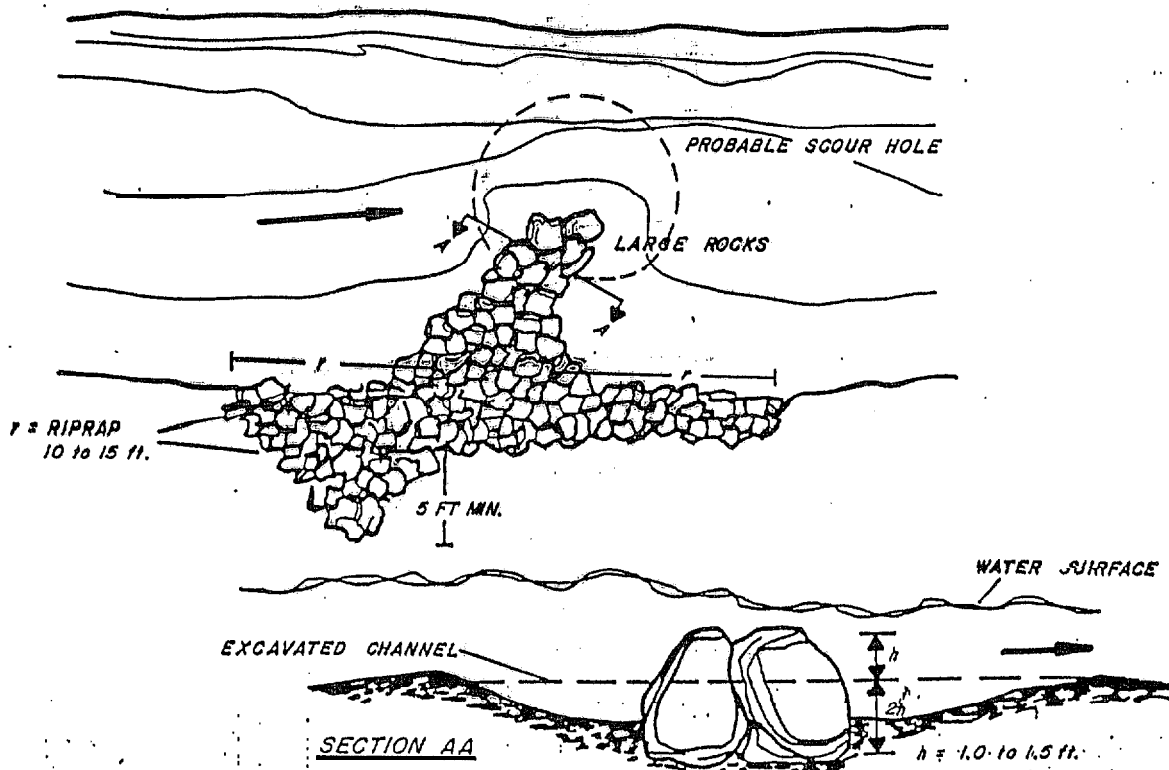 PROBABLE SCOUR HOLE
A
LARGE ROCKS
A
r
r
r = RIPRAP
10 to 15 ft.
5 FT MIN.
WATER SURFACE
EXCAVATED CHANNEL
h
2h
SECTION AA
h = 1.0 to 1.5 ft.